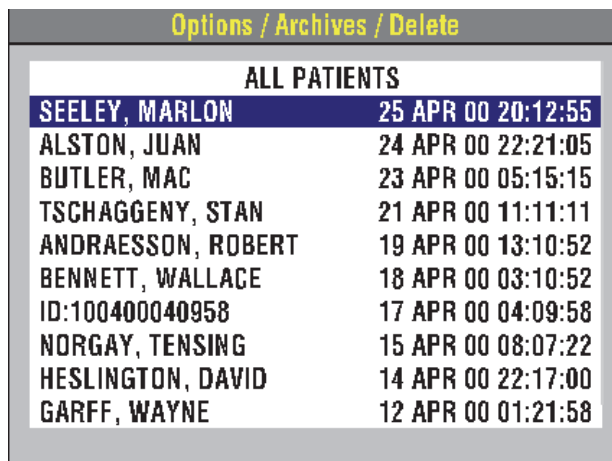 Options / Archives / Delete
ALL PATIENTS
SEELEY, MARLON 25 APR 00 20:12:55
ALSTON, JUAN 24 APR 00 22:21:05
BUTLER, MAC 23 APR 00 05:15:15
TSCHAGGENY, STAN 21 APR 00 11:11:11
ANDRAESSON, ROBERT 19 APR 00 13:10:52
BENNETT, WALLACE 18 APR 00 03:10:52
ID:100400040958 17 APR 00 04:09:58
NORGAY, TENSING 15 APR 00 08:07:22
HESLINGTON, DAVID 14 APR 00 22:17:00
GARFF, WAYNE 12 APR 00 01:21:58